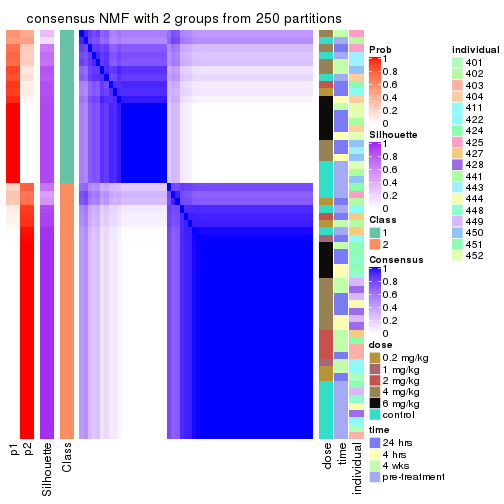 consensus NMF with 2 groups from 250 partitions
Prob
1
0.8
0.6
0.4
0.2
0
Silhouette
1
0.8
0.6
0.4
0.2
0
Class
1
2
Consensus
1
0.8
0.6
0.4
0.2
0
dose
0.2 mg/kg
1 mg/kg
2 mg/kg
4 mg/kg
6 mg/kg
control
time
24 hrs
4 hrs
4 wks
pre-treatment
individual
401
402
403
404
411
422
424
425
427
428
441
443
444
448
449
450
451
452
p1
p2
Silhouette
Class
dose
time
individual